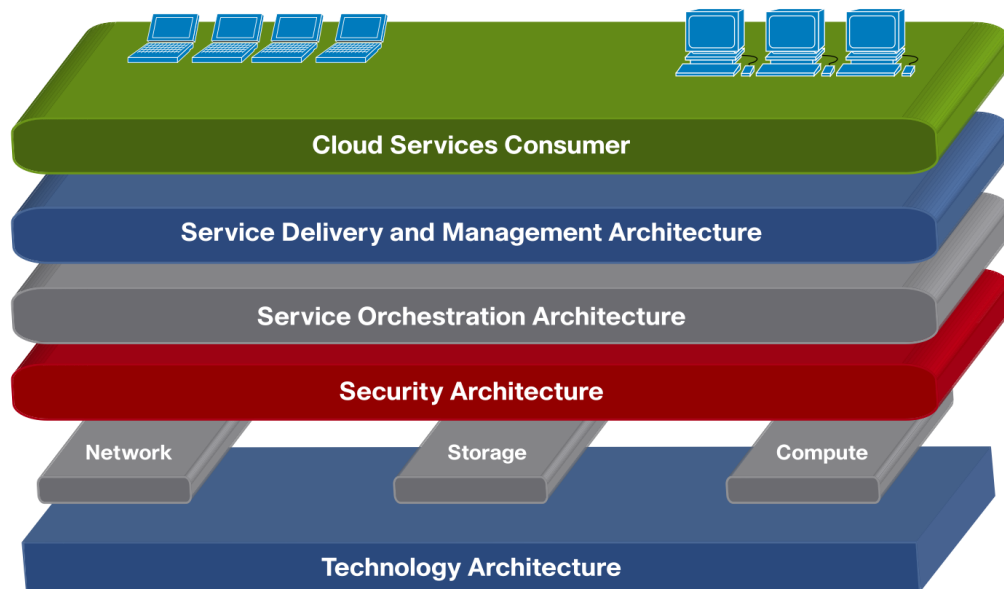 Cloud Services Consumer
Service Delivery and Management Architecture
Service Orchestration Architecture
Security Architecture
Network
Storage
Compute
Technology Architecture